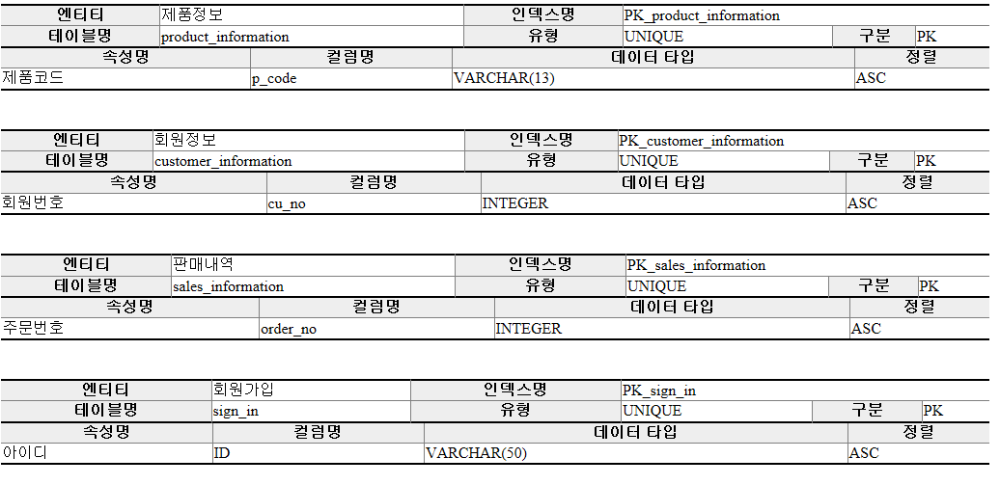 엔티티 제품정보 인덱스명 PK_product_information
테이블명 product_information 유형 UNIQUE 구분 PK
속성명 컬럼명 데이터 타입 정렬
제품코드 p_code VARCHAR(13) ASC
엔티티 회원정보 인덱스명 PK_customer_information
테이블명 customer_information 유형 UNIQUE 구분 PK
속성명 컬럼명 데이터 타입 정렬
회원번호 cu_no INTEGER ASC
엔티티 판매내역 인덱스명 PK_sales_information
테이블명 sales_information 유형 UNIQUE 구분 PK
속성명 컬럼명 데이터 타입 정렬
주문번호 order_no INTEGER ASC
엔티티 회원가입 인덱스명 PK_sign_in
테이블명 sign_in 유형 UNIQUE 구분 PK
속성명 컬럼명 데이터 타입 정렬
아이디 ID VARCHAR(50) ASC